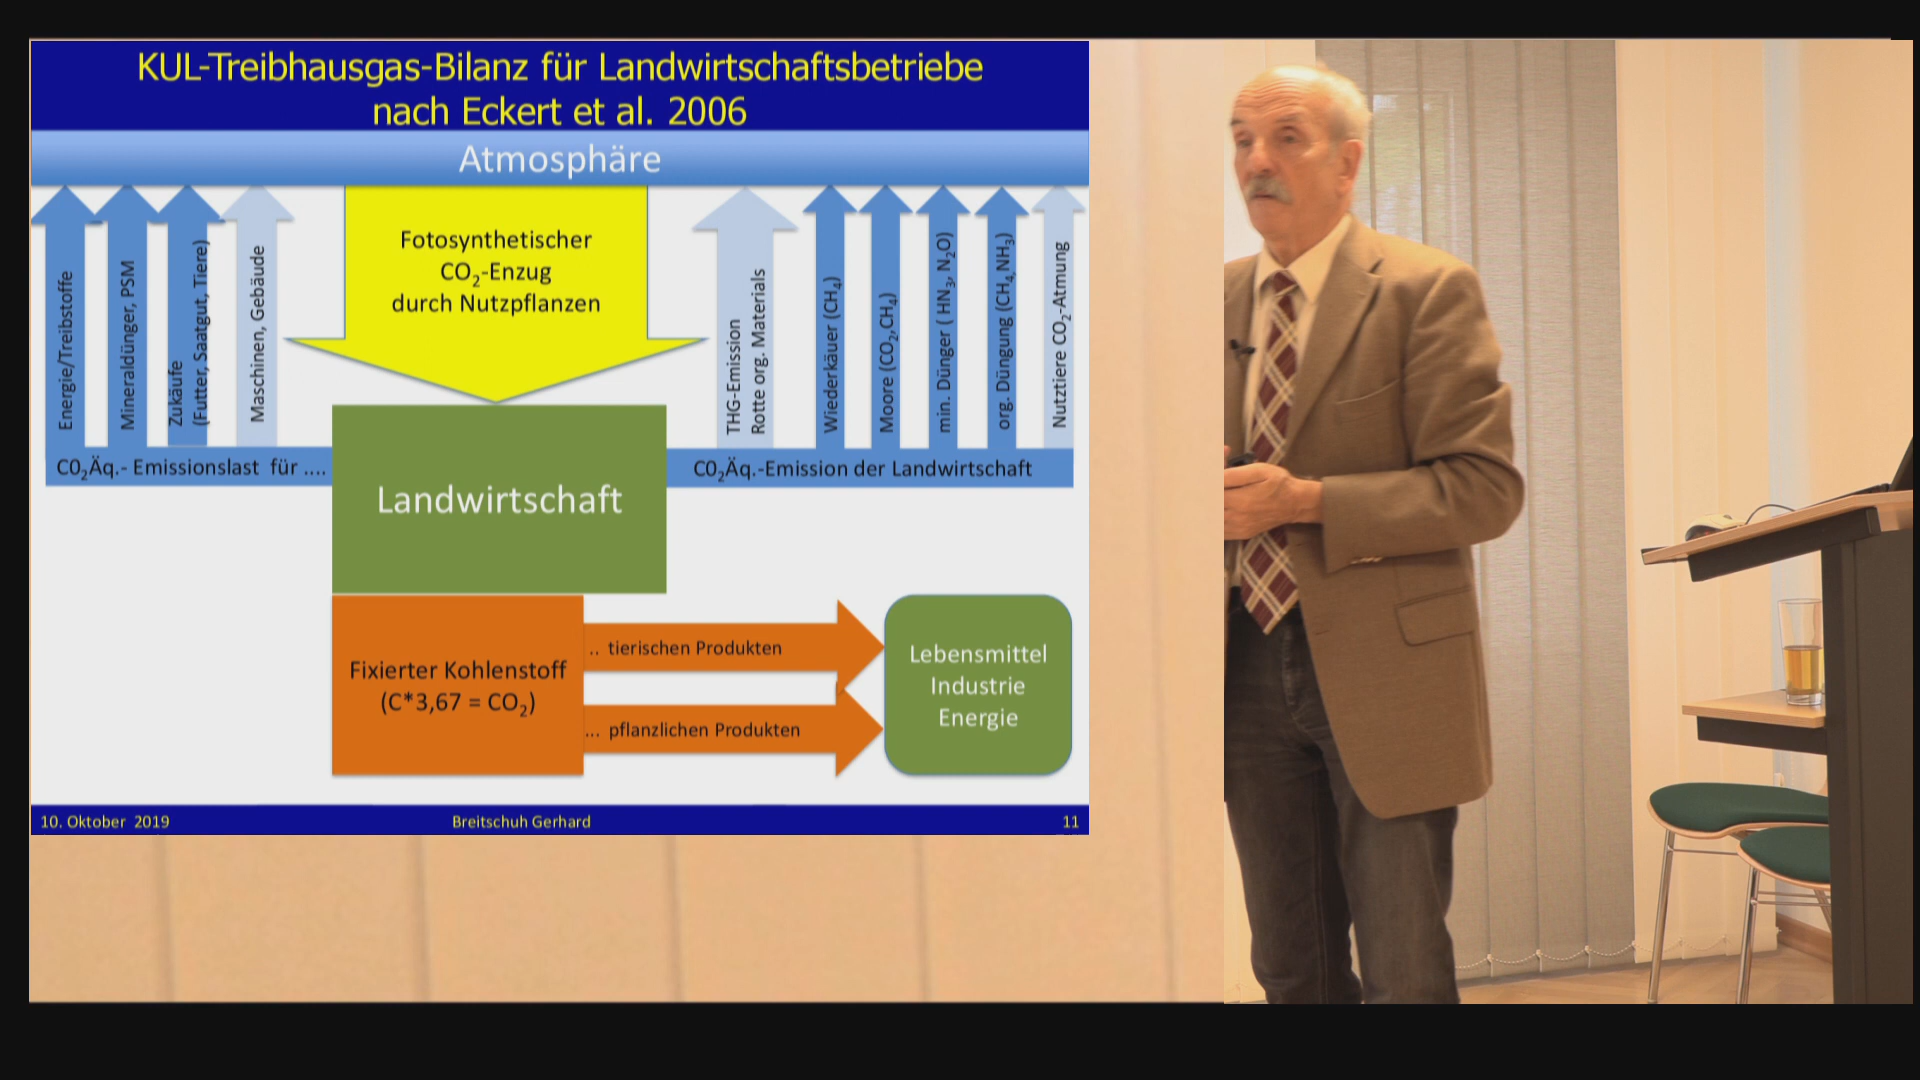 KUL-Treibhausgas-Bilanz für Landwirtschaftsbetriebe
nach Eckert et al. 2006
Atmosphäre
Energie/Treibstoffe
Mineraldünger, PSM
Zukäufe
(Futter, Saatgut, Tiere)
Maschinen, Gebäude
Fotosynthetischer
CO₂-Enzug
durch Nutzpflanzen
THG-Emission
Rotte org. Materials
Wiederkäuer (CH₄)
Moore (CO₂,CH₄)
min. Dünger ( HN₃, N₂O)
org. Düngung (CH₄,NH₃)
Nutztiere CO₂-Atmung
C0₂Äq.- Emissionslast für ....
C0₂Äq.-Emission der Landwirtschaft
Landwirtschaft
Fixierter Kohlenstoff
(C*3,67 = CO₂)
.. tierischen Produkten
... pflanzlichen Produkten
Lebensmittel
Industrie
Energie
10. Oktober 2019
Breitschuh Gerhard
11